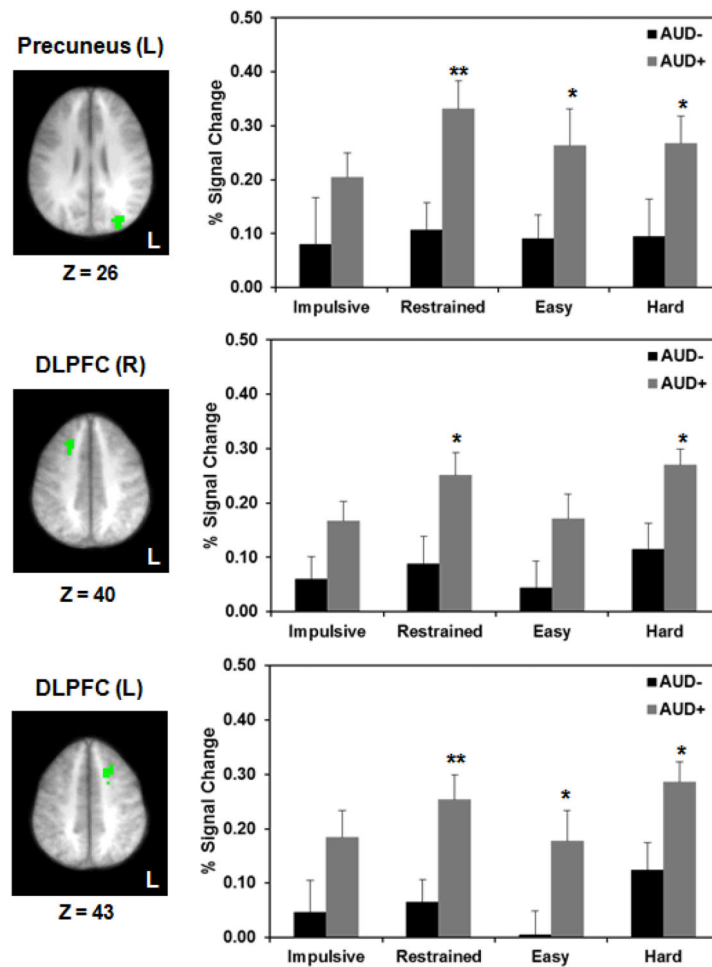 Precuneus (L)
L
Z = 26
0.50
0.40
0.30
0.20
0.10
0.00
% Signal Change
AUD-
AUD+
** * *
Impulsive Restrained Easy Hard
DLPFC (R)
L
Z = 40
0.50
0.40
0.30
0.20
0.10
0.00
% Signal Change
AUD-
AUD+
* *
Impulsive Restrained Easy Hard
DLPFC (L)
L
Z = 43
0.50
0.40
0.30
0.20
0.10
0.00
% Signal Change
AUD-
AUD+
** * *
Impulsive Restrained Easy Hard